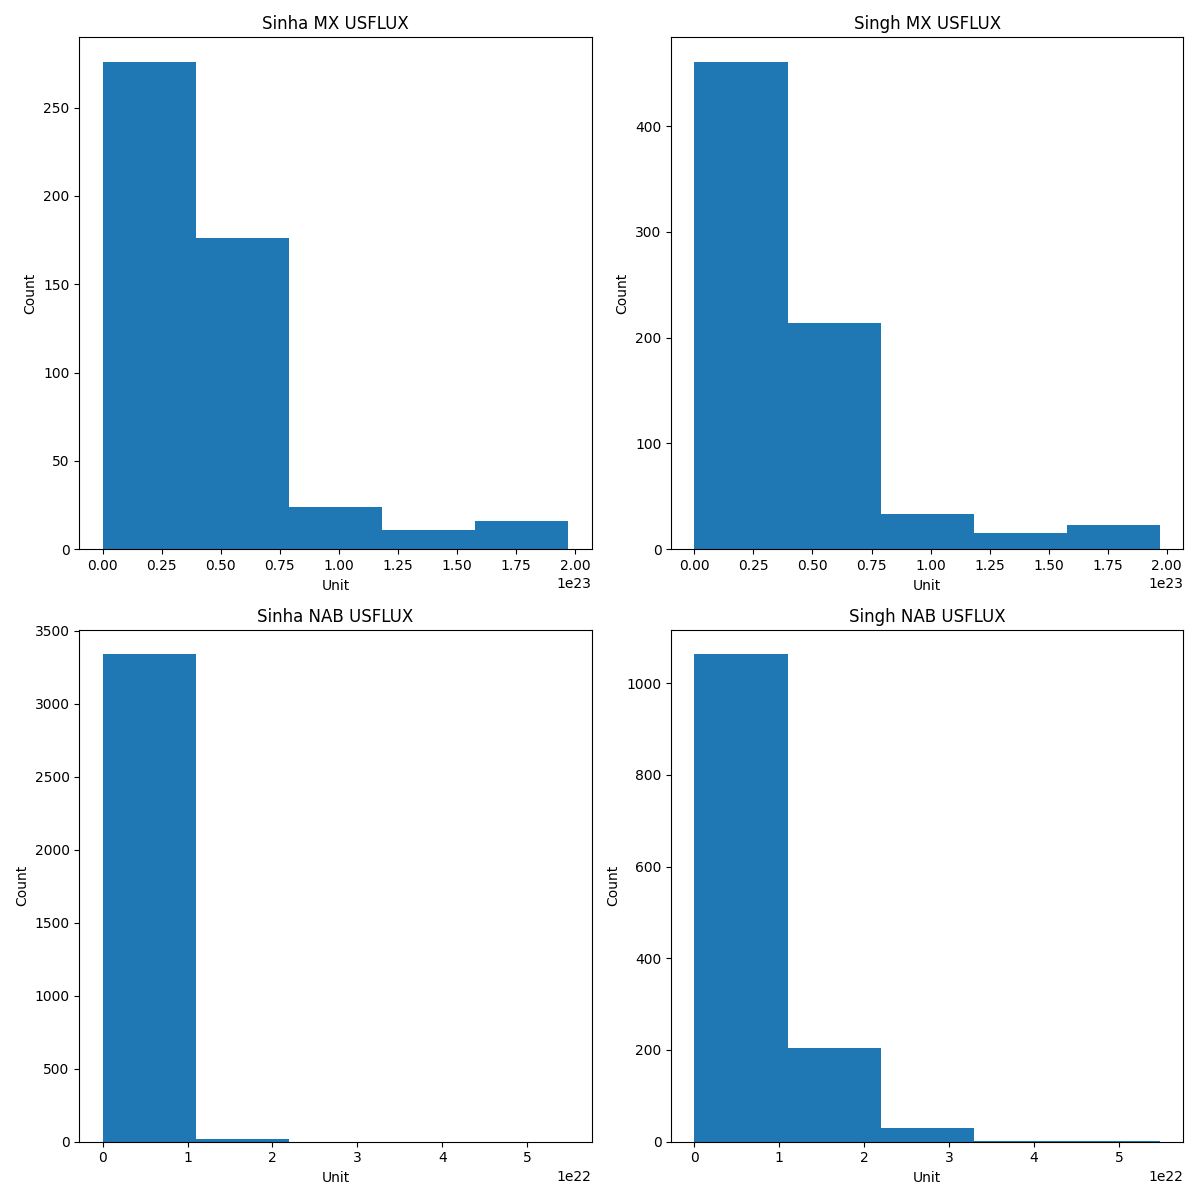 Sinha MX USFLUX
Count
250
200
150
100
50
0
0.00 0.25 0.50 0.75 1.00 1.25 1.50 1.75 2.00
1e23
Unit
Singh MX USFLUX
Count
400
300
200
100
0
0.00 0.25 0.50 0.75 1.00 1.25 1.50 1.75 2.00
1e23
Unit
Sinha NAB USFLUX
Count
3500
3000
2500
2000
1500
1000
500
0
0 1 2 3 4 5
1e22
Unit
Singh NAB USFLUX
Count
1000
800
600
400
200
0
0 1 2 3 4 5
1e22
Unit